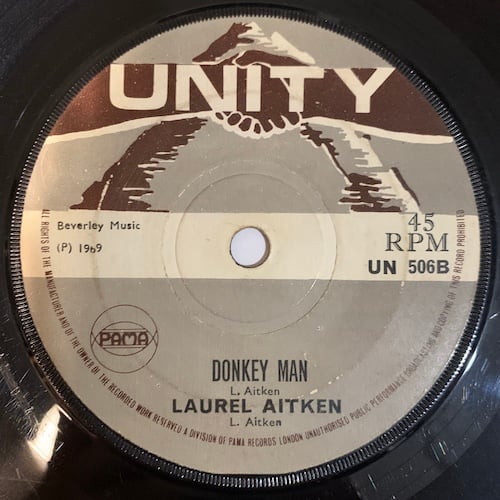 UNITY
Beverley Music
(P) 1969
45
RPM
UN 506B
PAMA
DONKEY MAN
L. Aitken
LAUREL AITKEN
L. Aitken
ALL RIGHTS OF THE MANUFACTURER AND OF THE OWNER OF THE RECORDED WORK RESERVED A DIVISION OF PAMA RECORDS LONDON UNAUTHORISED PUBLIC PERFORMANCE BROADCASTING AND COPYING OF THIS RECORD PROHIBITED